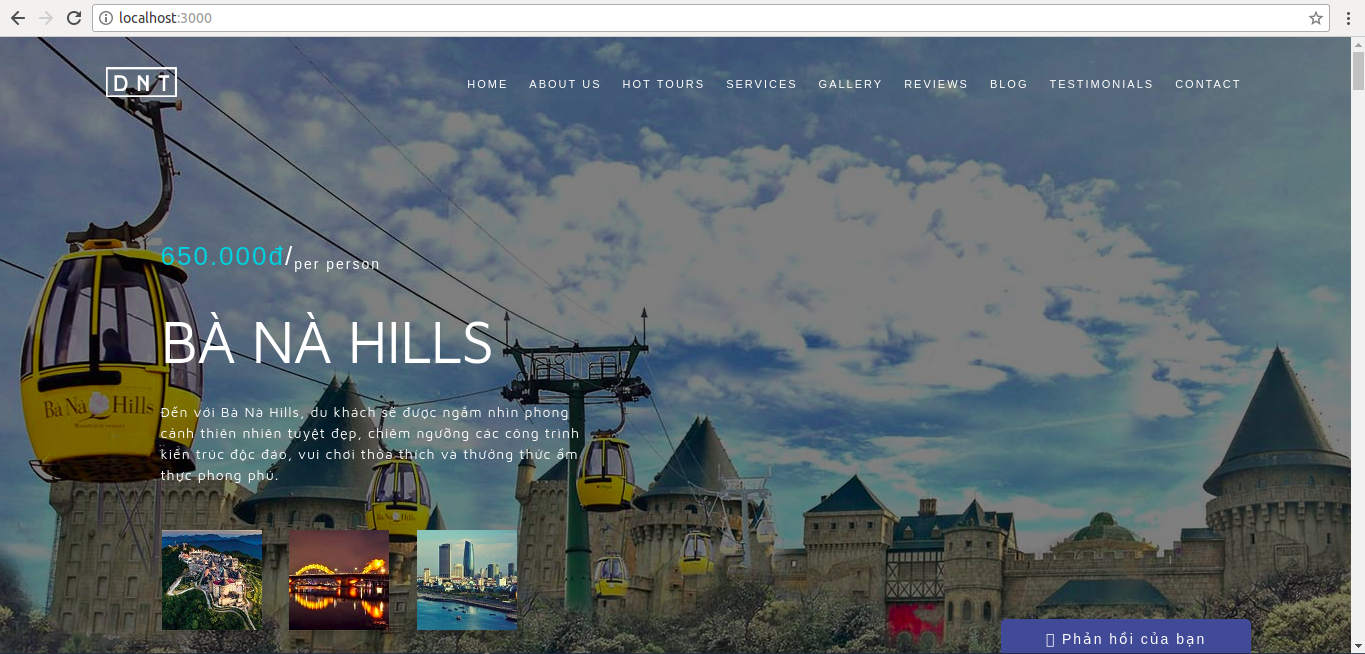 localhost:3000
DNT
HOME ABOUT US HOT TOURS SERVICES GALLERY REVIEWS BLOG TESTIMONIALS CONTACT
650.000đ/per person
BÀ NÀ HILLS
Bà Nà Hills
Đến với Bà Nà Hills, du khách sẽ được ngắm nhìn phong
cảnh thiên nhiên tuyệt đẹp, chiêm ngưỡng các công trình
kiến trúc độc đáo, vui chơi thỏa thích và thưởng thức ẩm
thực phong phú.
BÀ NÀ Hills
Phản hồi của bạn